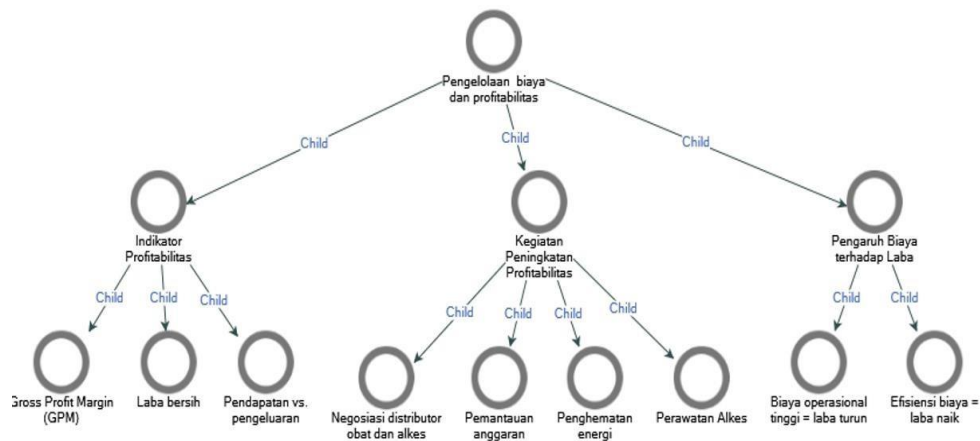 Pengelolaan biaya
dan profitabilitas
Child
Child
Child
Indikator
Profitabilitas
Kegiatan
Peningkatan
Profitabilitas
Pengaruh Biaya
terhadap Laba
Child
Child
Child
Child
Child
Child
Child
Child
Child
Gross Profit Margin
(GPM)
Laba bersih
Pendapatan vs.
pengeluaran
Negosiasi distributor
obat dan alkes
Pemantauan
anggaran
Penghematan
energi
Perawatan Alkes
Biaya operasional
tinggi = laba turun
Efisiensi biaya =
laba naik